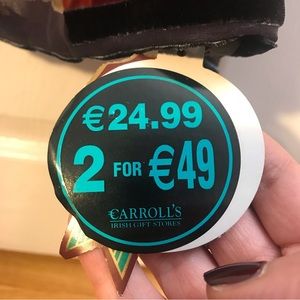 €24.99
2 FOR €49
CARROLL'S
IRISH GIFT STORES